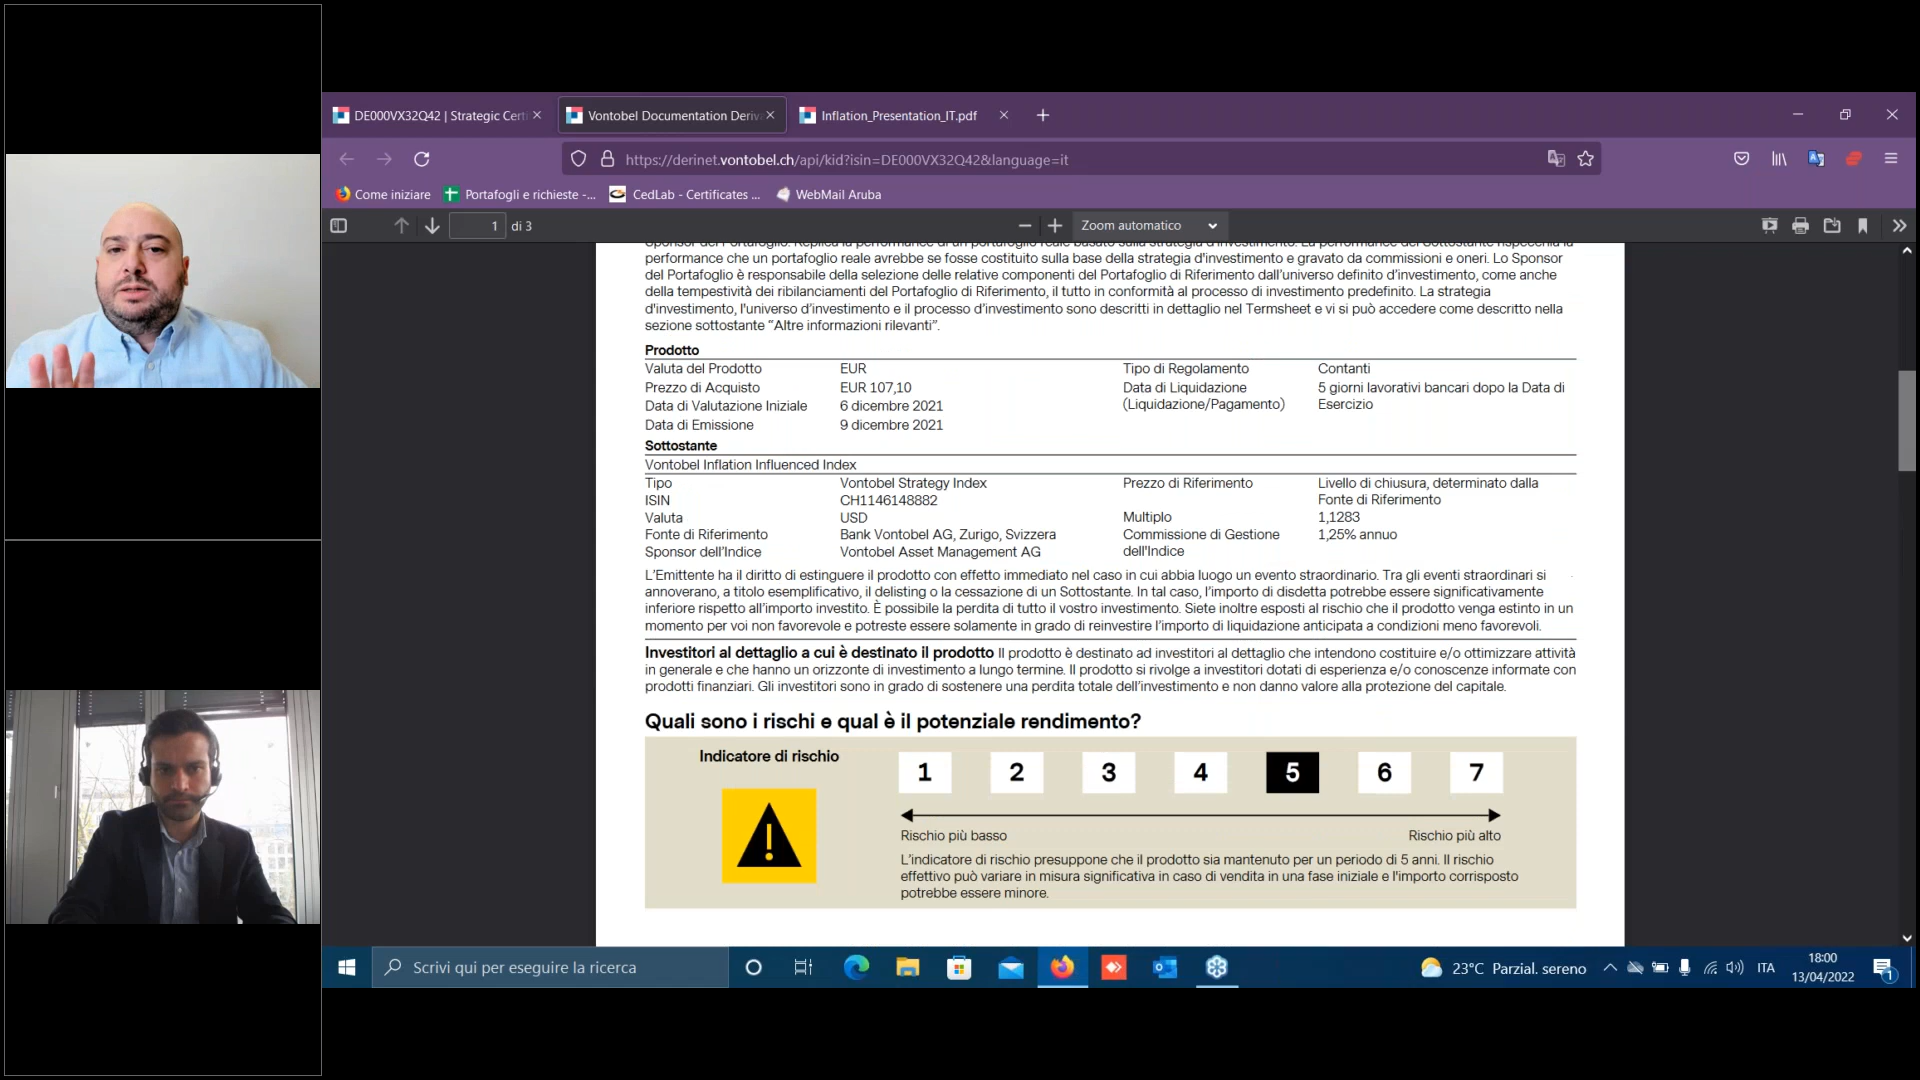 DE000VX32Q42 | Strategic Certi
Vontobel Documentation Deriv
Inflation_Presentation_IT.pdf
https://derinet.vontobel.ch/api/kid?isin=DE000VX32Q42&language=it
Come iniziare
Portafogli e richieste -...
CedLab - Certificates ...
WebMail Aruba
1 di 3
Zoom automatico
Sponsor del Portafoglio. Replica la performance di un portafoglio reale basato sulla strategia d'investimento. La performance del Sottostante rispecchia la
performance che un portafoglio reale avrebbe se fosse costituito sulla base della strategia d'investimento e gravato da commissioni e oneri. Lo Sponsor
del Portafoglio è responsabile della selezione delle relative componenti del Portafoglio di Riferimento dall'universo definito d'investimento, come anche
della tempestività dei ribilanciamenti del Portafoglio di Riferimento, il tutto in conformità al processo di investimento predefinito. La strategia
d'investimento, l'universo d'investimento e il processo d'investimento sono descritti in dettaglio nel Termsheet e vi si può accedere come descritto nella
sezione sottostante “Altre informazioni rilevanti”.
Prodotto
Valuta del Prodotto EUR Tipo di Regolamento Contanti
Prezzo di Acquisto EUR 107,10 Data di Liquidazione 5 giorni lavorativi bancari dopo la Data di
Data di Valutazione Iniziale 6 dicembre 2021 (Liquidazione/Pagamento) Esercizio
Data di Emissione 9 dicembre 2021
Sottostante
Vontobel Inflation Influenced Index
Tipo Vontobel Strategy Index Prezzo di Riferimento Livello di chiusura, determinato dalla
ISIN CH1146148882 Fonte di Riferimento
Valuta USD Multiplo 1,1283
Fonte di Riferimento Bank Vontobel AG, Zurigo, Svizzera Commissione di Gestione 1,25% annuo
Sponsor dell'Indice Vontobel Asset Management AG dell'Indice
L'Emittente ha il diritto di estinguere il prodotto con effetto immediato nel caso in cui abbia luogo un evento straordinario. Tra gli eventi straordinari si
annoverano, a titolo esemplificativo, il delisting o la cessazione di un Sottostante. In tal caso, l'importo di disdetta potrebbe essere significativamente
inferiore rispetto all'importo investito. È possibile la perdita di tutto il vostro investimento. Siete inoltre esposti al rischio che il prodotto venga estinto in un
momento per voi non favorevole e potreste essere solamente in grado di reinvestire l'importo di liquidazione anticipata a condizioni meno favorevoli.
Investitori al dettaglio a cui è destinato il prodotto Il prodotto è destinato ad investitori al dettaglio che intendono costituire e/o ottimizzare attività
in generale e che hanno un orizzonte di investimento a lungo termine. Il prodotto si rivolge a investitori dotati di esperienza e/o conoscenze informate con
prodotti finanziari. Gli investitori sono in grado di sostenere una perdita totale dell'investimento e non danno valore alla protezione del capitale.
Quali sono i rischi e qual è il potenziale rendimento?
Indicatore di rischio
1 2 3 4 5 6 7
Rischio più basso Rischio più alto
L'indicatore di rischio presuppone che il prodotto sia mantenuto per un periodo di 5 anni. Il rischio
effettivo può variare in misura significativa in caso di vendita in una fase iniziale e l'importo corrisposto
potrebbe essere minore.
Scrivi qui per eseguire la ricerca
23°C Parzial. sereno
ITA
18:00
13/04/2022
1